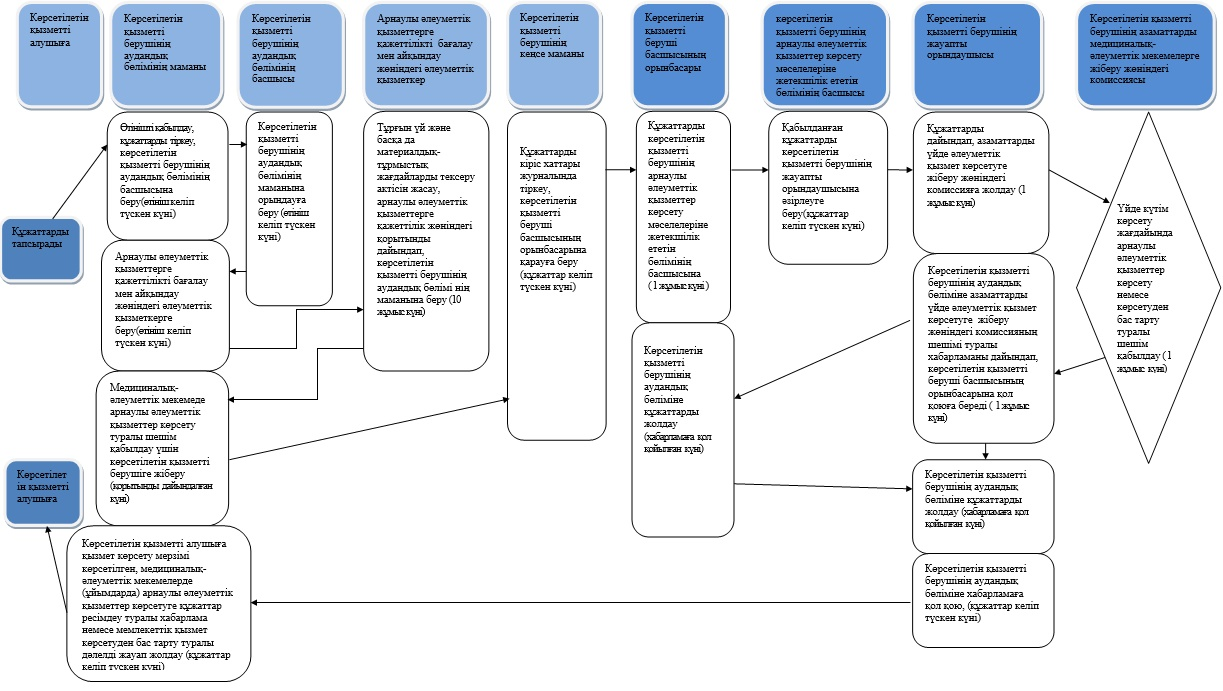 Көрсетілетін
қызметті
алушыға
Көрсетілетін
қызметті
берушінің
аудандық
бөлімінің маманы
Көрсетілетін
қызметті
берушінің
аудандық
бөлімінің
басшысы
Арнаулы әлеуметтік
қызметтерге
қажеттілікті бағалау
мен айқындау
жөніндегі әлеуметтік
қызметкер
Көрсетілетін
қызметті
берушінің
кеңсе маманы
Көрсетілетін
қызметті
беруші
басшысының
орынбасары
көрсетілетін
қызметті берушінің
арнаулы әлеуметтік
қызметтер көрсету
мәселелеріне
жетекшілік ететін
бөлімінің басшысы
Көрсетілетін
қызметті берушінің
жауапты
орындаушысы
Көрсетілетін қызметті
берушінің азаматтарды
медициналық-
әлеуметтік мекемелерге
жіберу жөніндегі
комиссиясы
Құжаттарды
тапсырады
Өтінішті қабылдау,
құжаттарды тіркеу,
көрсетілетін
қызметті берушінің
аудандық бөлімінің
басшысына
беру(өтініш келіп
түскен күні)
Көрсетілетін
қызметті
берушінің
аудандық
бөлімінің
маманына
орындауға
беру (өтініш
келіп түскен
күні)
Тұрғын үй және
басқа да
материалдық-
тұрмыстық
жағдайларды тексеру
актісін жасау,
арнаулы әлеуметтік
қызметтерге
қажеттілік жөніндегі
қорытынды
дайындап,
көрсетілетін
қызметті берушінің
аудандық бөлімі нің
маманына беру (10
жұмыс күні)
Құжаттарды
кіріс хаттары
журналында
тіркеу,
көрсетілетін
қызметті
беруші
басшысының
орынбасарына
қарауға беру
(құжаттар келіп
түскен күні)
Құжаттарды
көрсетілетін
қызметті
берушінің
арнаулы
әлеуметтік
қызметтер
көрсету
мәселелеріне
жетекшілік
ететін
бөлімінің
басшысына
(1 жұмыс күні)
Қабылданған
құжаттарды
көрсетілетін
қызметті берушінің
жауапты
орындаушысына
әзірлеуге
беру(құжаттар
келіп түскен күні)
Құжаттарды
дайындап, азаматтарды
үйде әлеуметтік
қызмет көрсетуге
жіберу жөніндегі
комиссияға жолдау (1
жұмыс күні)
Үйде күтім
көрсету
жағдайында
арнаулы
әлеуметтік
қызметтер
көрсету
немесе
көрсетуден
бас тарту
туралы
шешім
қабылдау (1
жұмыс күні)
Арнаулы әлеуметтік
қызметтерге
қажеттілікті бағалау
мен айқындау
жөніндегі әлеуметтік
қызметкерге
беру(өтініш келіп
түскен күні)
Көрсетілетін қызметті
берушінің аудандық
бөліміне азаматтарды
үйде әлеуметтік қызмет
көрсетуге жіберу
жөніндегі комиссияның
шешімі туралы
хабарламаны дайындап,
көрсетілетін қызметті
беруші басшысының
орынбасарына қол
қоюға береді ( 1 жұмыс
күні)
Көрсетілетін
қызметті
берушінің
аудандық
бөліміне
құжаттарды
жолдау
(хабарламаға қол
қойылған күні)
Медициналық-
әлеуметтік мекемеде
арнаулы әлеуметтік
қызметтер көрсету
туралы шешім
қабылдау үшін
көрсетілетін қызметті
берушіге жіберу
(қорытынды дайындалған
күні)
Көрсетілет
ін қызметті
алушыға
Көрсетілетін қызметті
берушінің аудандық
бөліміне құжаттарды
жолдау (хабарламаға қол
қойылған күні)
Көрсетілетін қызметті алушыға
қызмет көрсету мерзімі
көрсетілген, медициналық-
әлеуметтік мекемелерде
(ұйымдарда) арнаулы әлеуметтік
қызметтер көрсетуге құжаттар
ресімдеу туралы хабарлама
немесе мемлекеттік қызмет
көрсетуден бас тарту туралы
дәлелді жауап жолдау (құжаттар
келіп түскен күні)
Көрсетілетін қызметті
берушінің аудандық
бөліміне хабарламаға
қол қою, (құжаттар келіп
түскен күні)